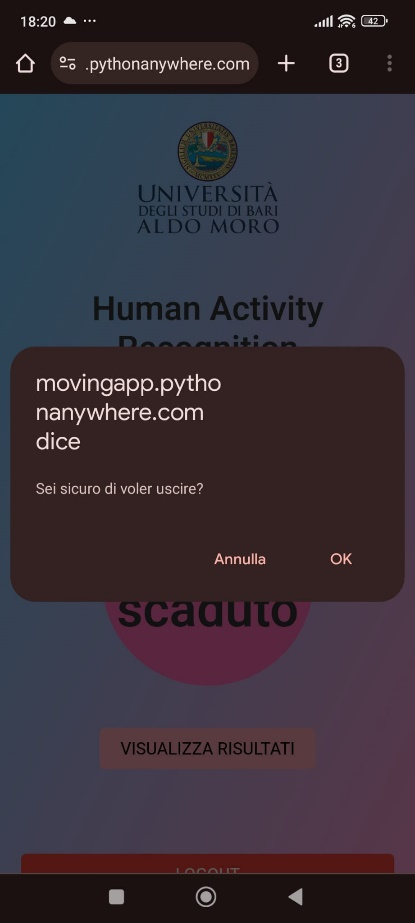 18:20
42
.pythonanywhere.com
3
UNIVERSITÀ
DEGLI STUDI DI BARI
ALDO MORO
Human Activity
Recognition
movingapp.pytho
nanywhere.com
dice
Sei sicuro di voler uscire?
Annulla OK
scaduto
VISUALIZZA RISULTATI
LOGOUT